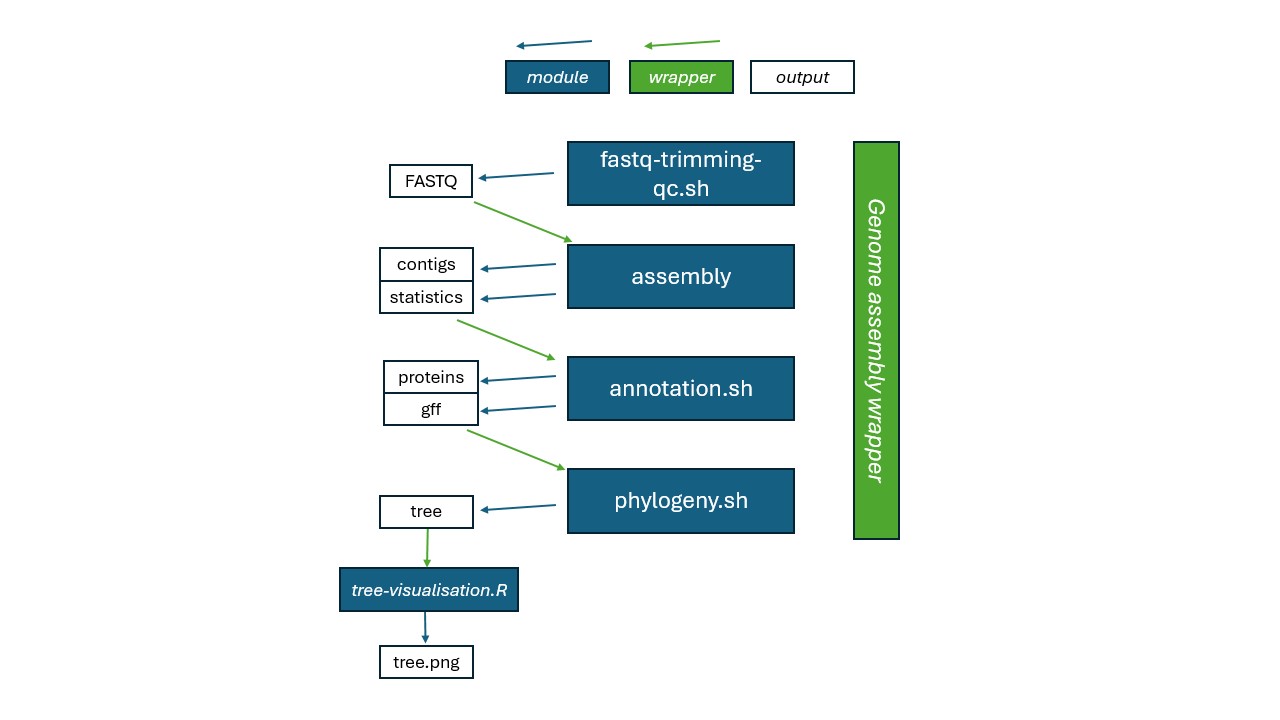 module
wrapper
output
fastq-trimming-
qc.sh
FASTQ
contigs
statistics
assembly
proteins
gff
annotation.sh
tree
phylogeny.sh
tree-visualisation.R
tree.png
Genome assembly wrapper